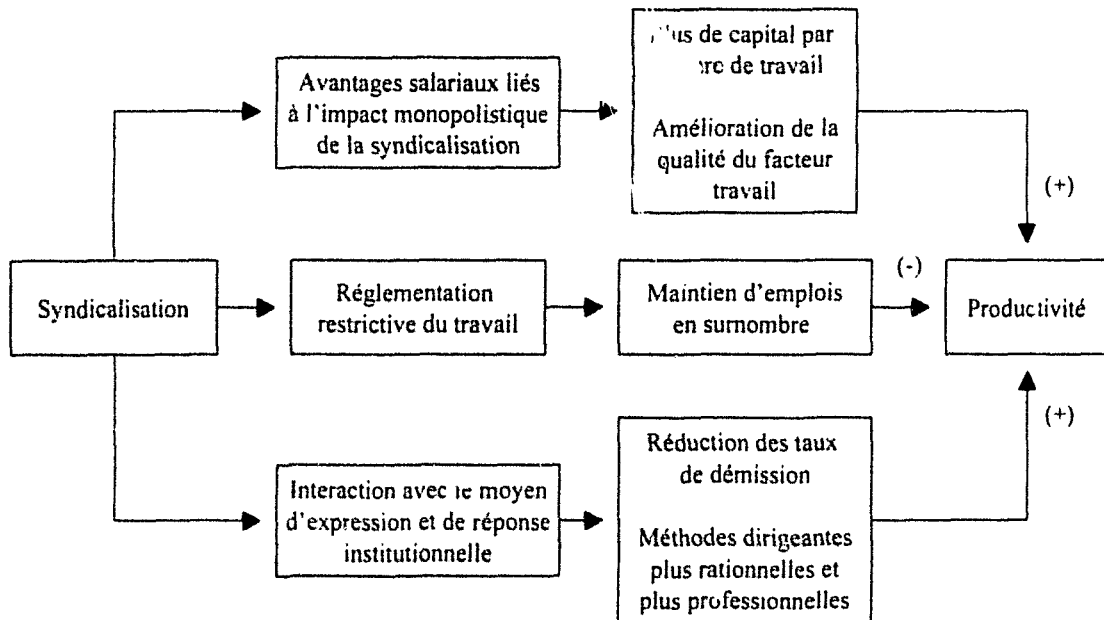 Avantages salariaux liés
à l'impact monopolistique
de la syndicalisation
de capital par
de travail
Amélioration de la
qualité du facteur
travail
(+)
Syndicalisation
Réglementation
restrictive du travail
Maintien d'emplois
en surnombre
(-)
Productivité
Interaction avec le moyen
d'expression et de réponse
institutionnelle
Réduction des taux
de démission
Méthodes dirigeantes
plus rationnelles et
plus professionnelles
(+)